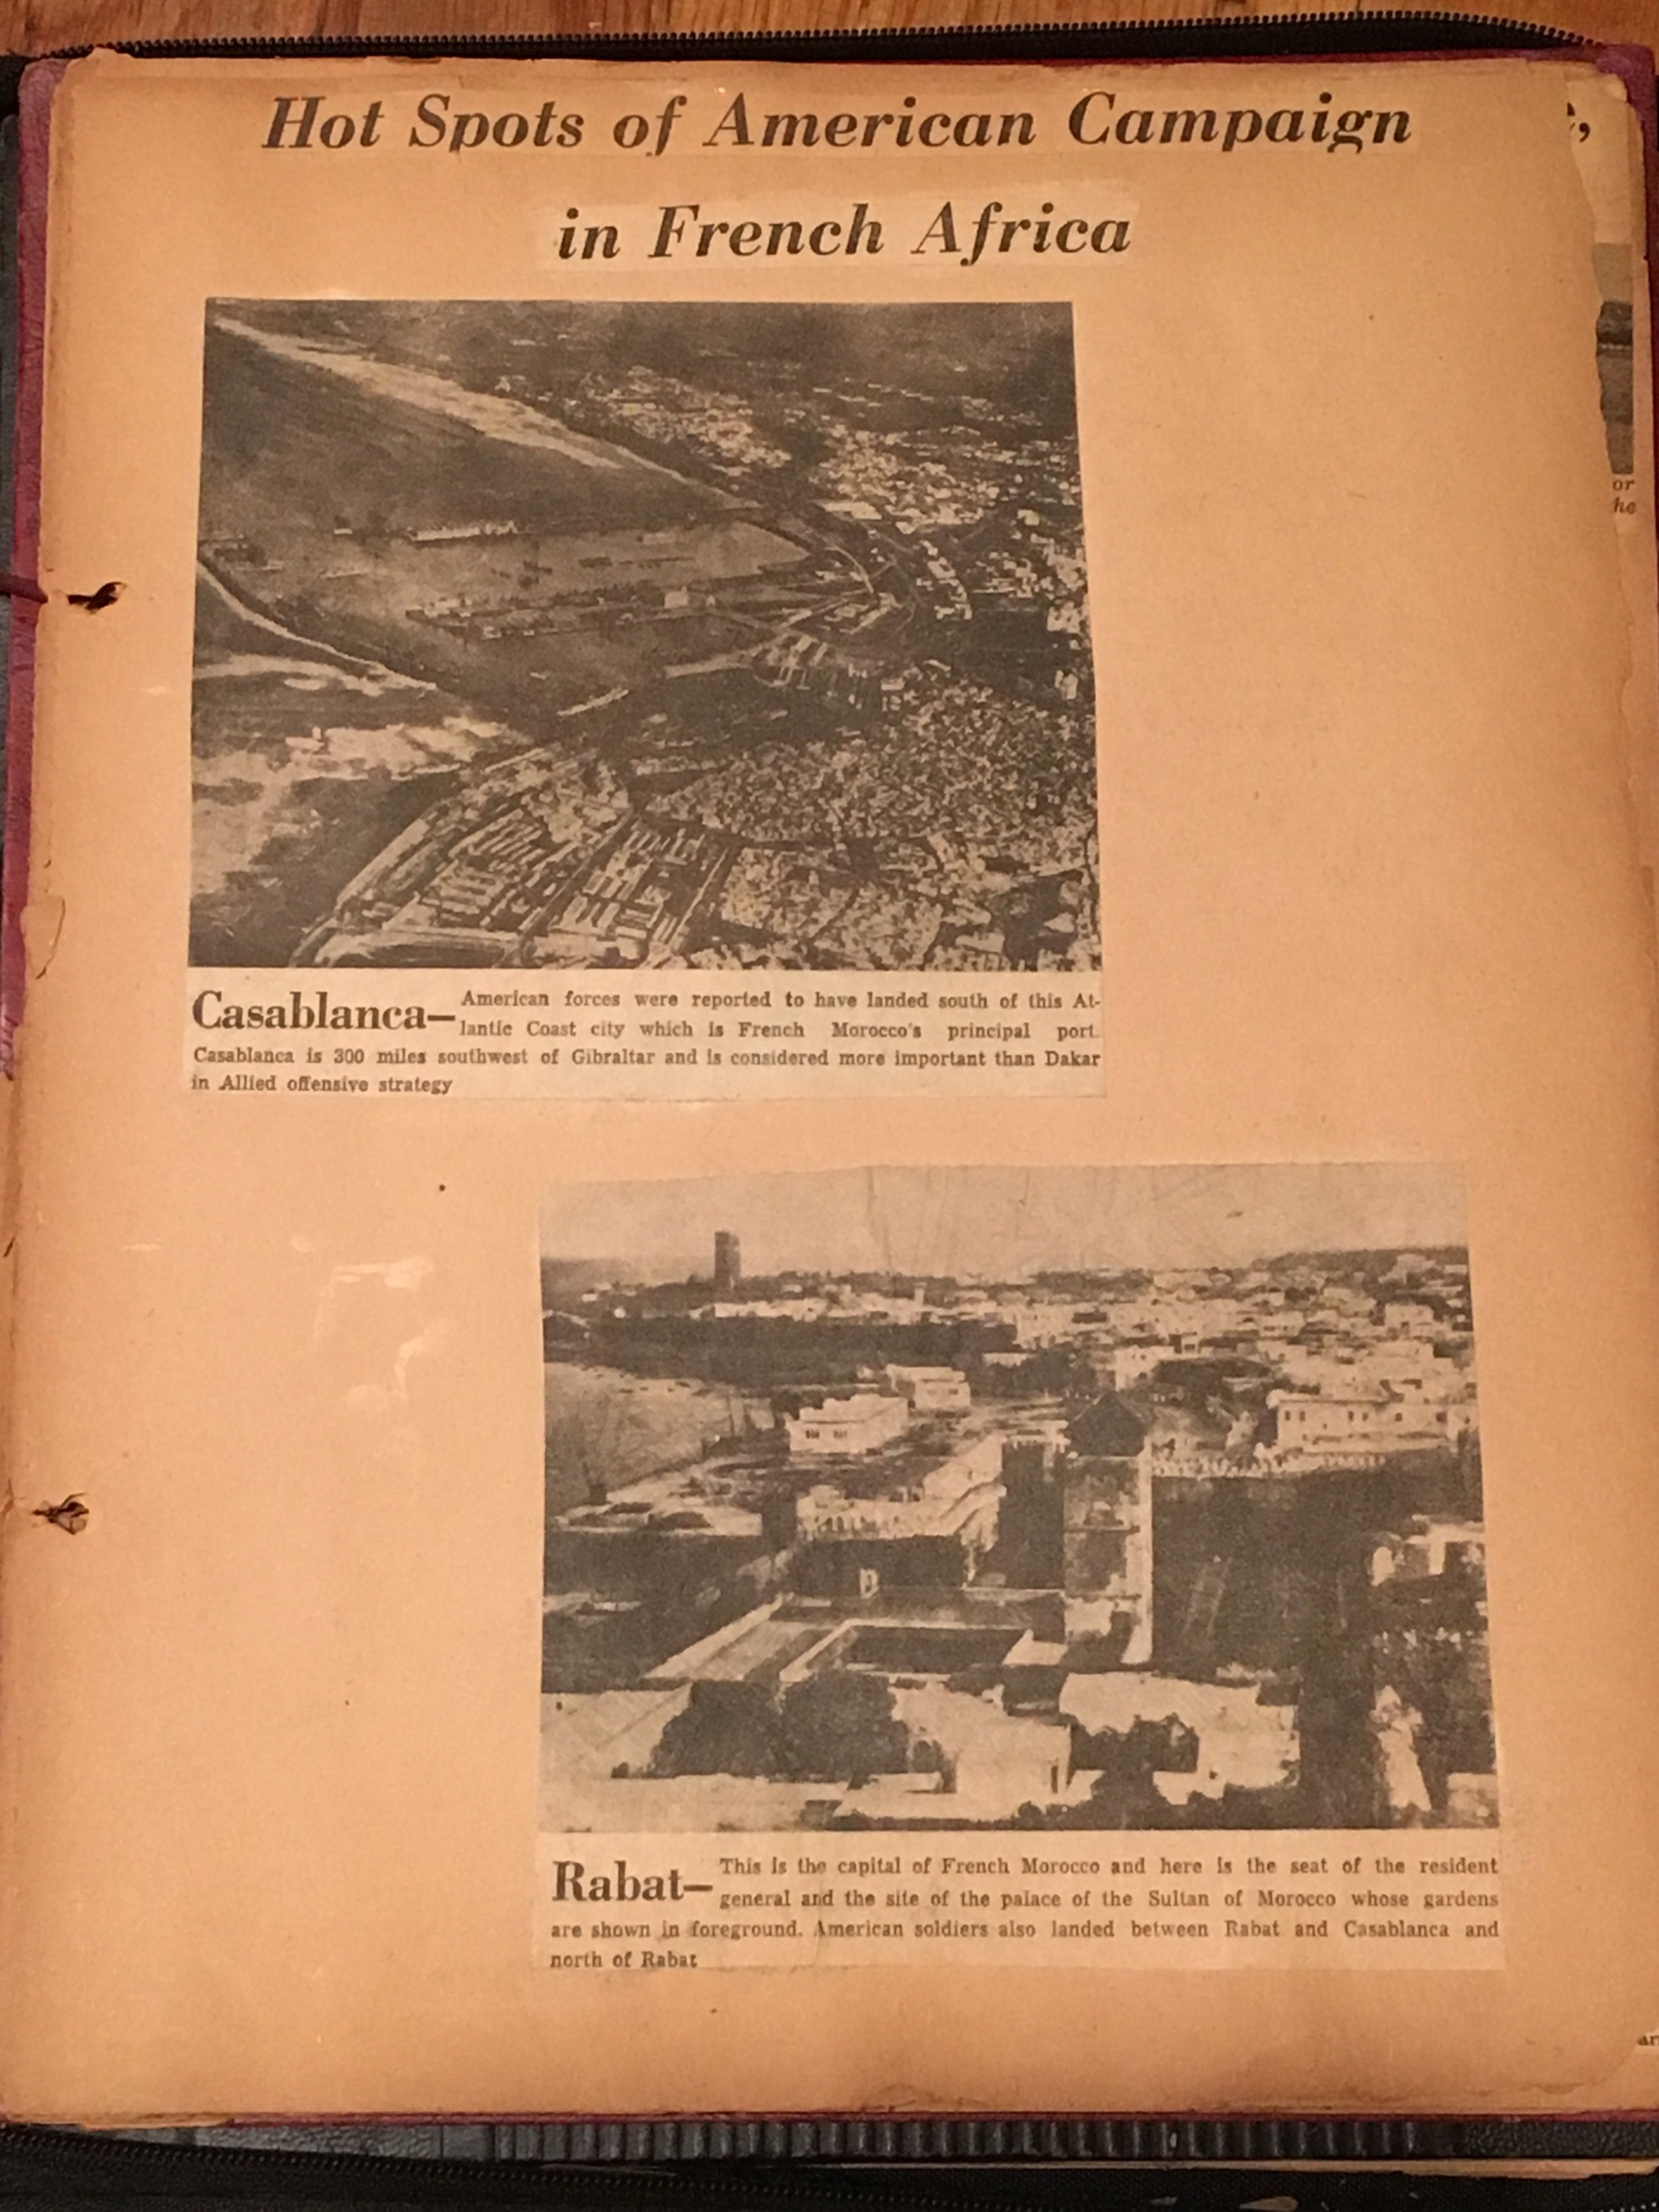 Hot Spots of American Campaign
in French Africa
or
he
Casablanca— American forces were reported to have landed south of this At-
lantic Coast city which is French Morocco's principal port.
Casablanca is 300 miles southwest of Gibraltar and is considered more important than Dakar
in Allied offensive strategy
Rabat— This is the capital of French Morocco and here is the seat of the resident
general and the site of the palace of the Sultan of Morocco whose gardens
are shown in foreground. American soldiers also landed between Rabat and Casablanca and
north of Rabat